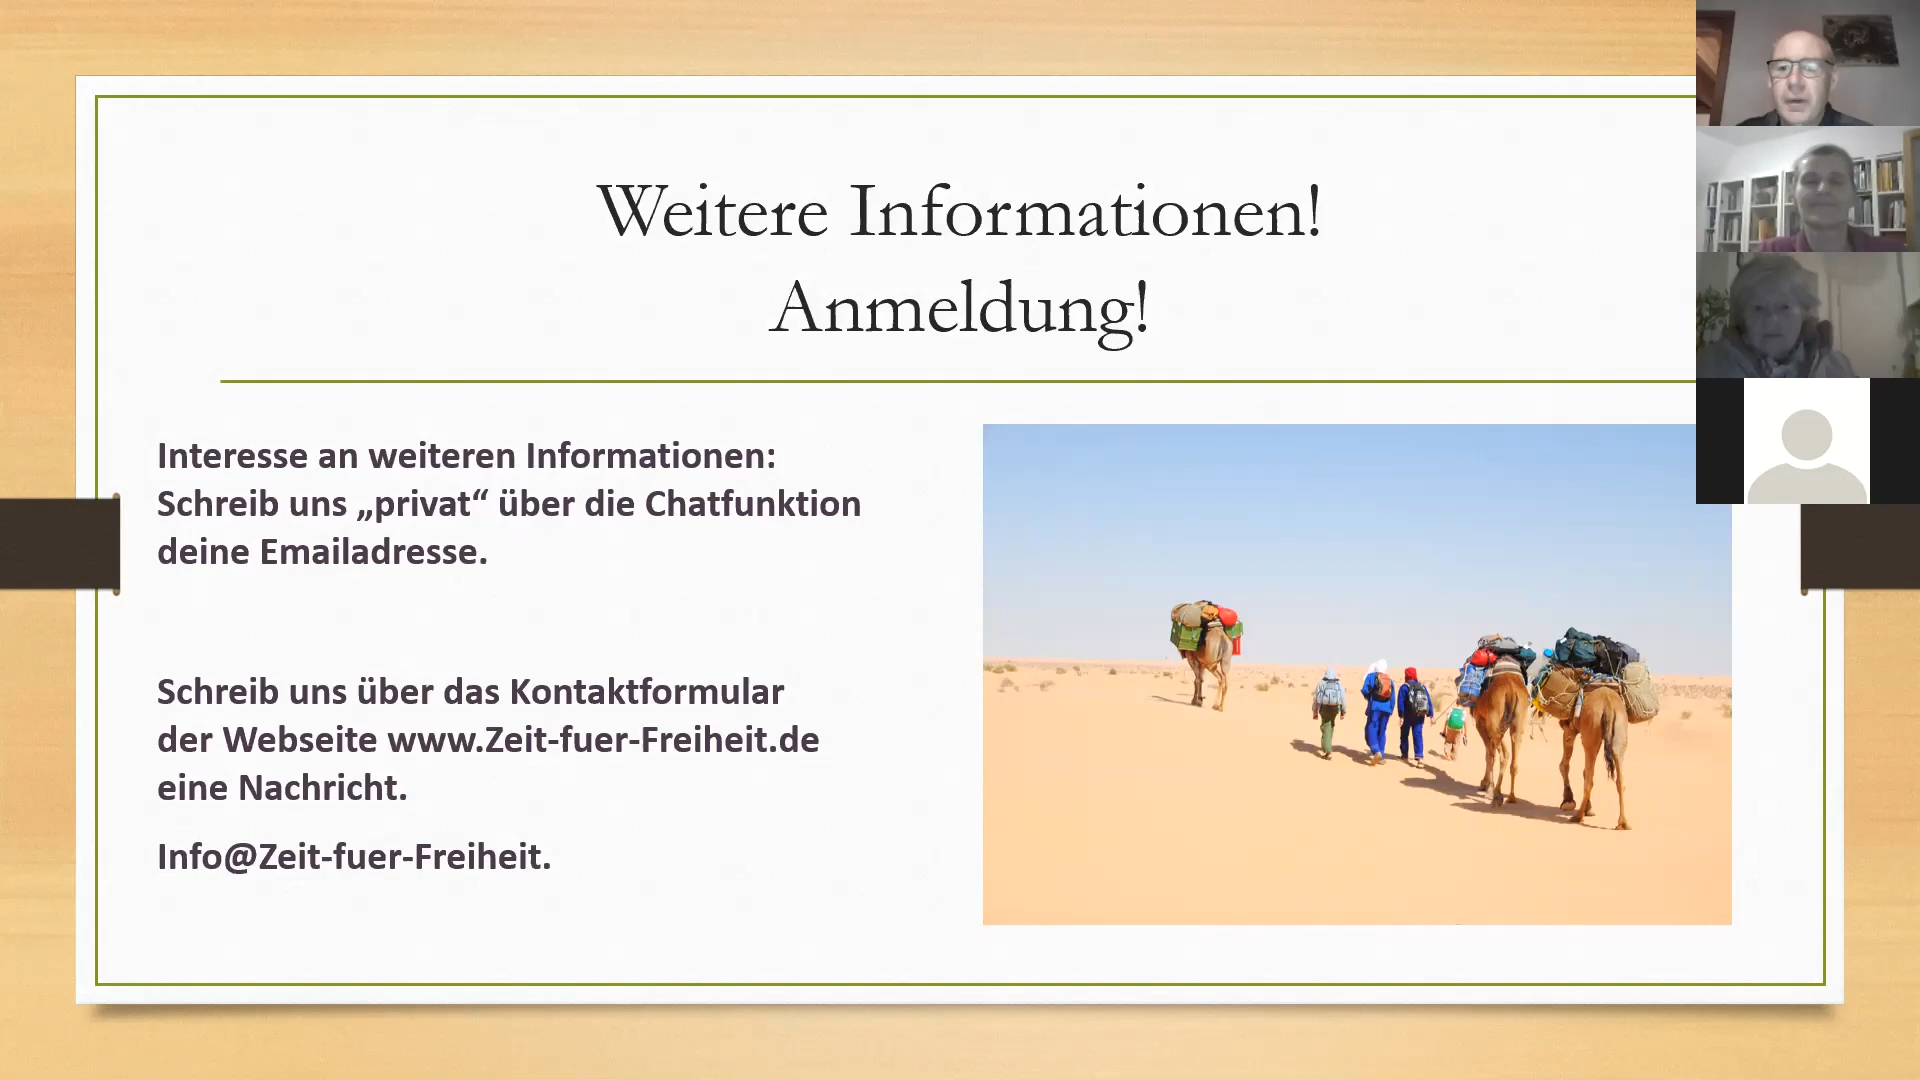 Weitere Informationen!
Anmeldung!
Interesse an weiteren Informationen:
Schreib uns „privat“ über die Chatfunktion
deine Emailadresse.
Schreib uns über das Kontaktformular
der Webseite www.Zeit-fuer-Freiheit.de
eine Nachricht.
Info@Zeit-fuer-Freiheit.